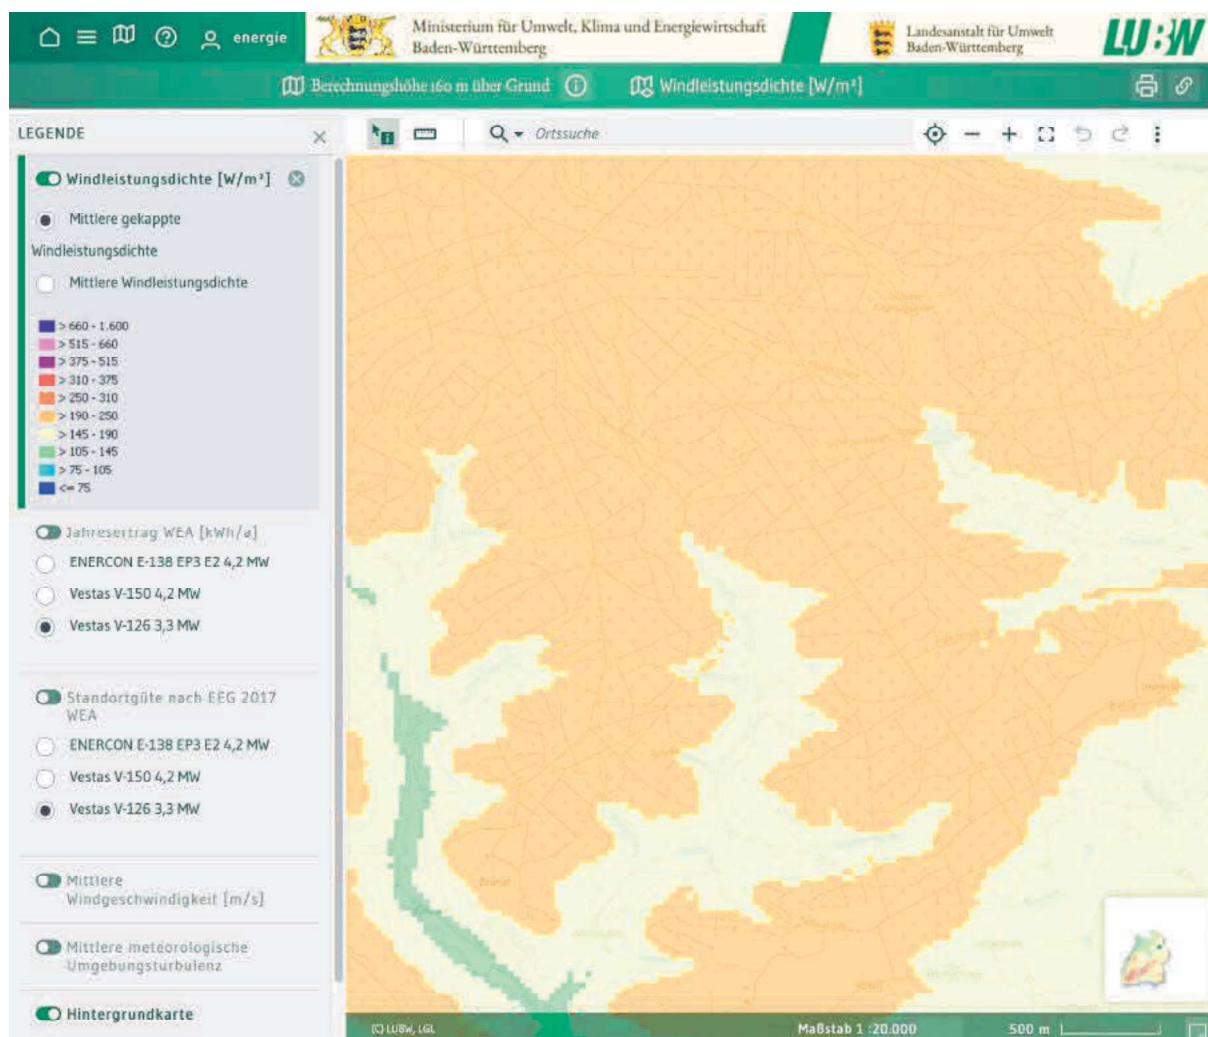 energie
Ministerium für Umwelt, Klima und Energiewirtschaft
Baden-Württemberg
Landesanstalt für Umwelt
Baden-Württemberg
LU:W
Berechnungshöhe 160 m über Grund
Windleistungsdichte [W/m²]
LEGENDE
Ortssuche
Windleistungsdichte [W/m²]
Mittlere gekappte
Windleistungsdichte
Mittlere Windleistungsdichte
> 660 - 1.600
> 515 - 660
> 375 - 515
> 310 - 375
> 250 - 310
> 190 - 250
> 145 - 190
> 105 - 145
> 75 - 105
<= 75
Jahresertrag WEA [kWh/a]
ENERCON E-138 EP3 E2 4,2 MW
Vestas V-150 4,2 MW
Vestas V-126 3,3 MW
Standortgüte nach EEG 2017
WEA
ENERCON E-138 EP3 E2 4,2 MW
Vestas V-150 4,2 MW
Vestas V-126 3,3 MW
Mittlere
Windgeschwindigkeit [m/s]
Mittlere meteorologische
Umgebungsturbulenz
Hintergrundkarte
(C) LUBW, LGL
Maßstab 1 :20.000
500 m